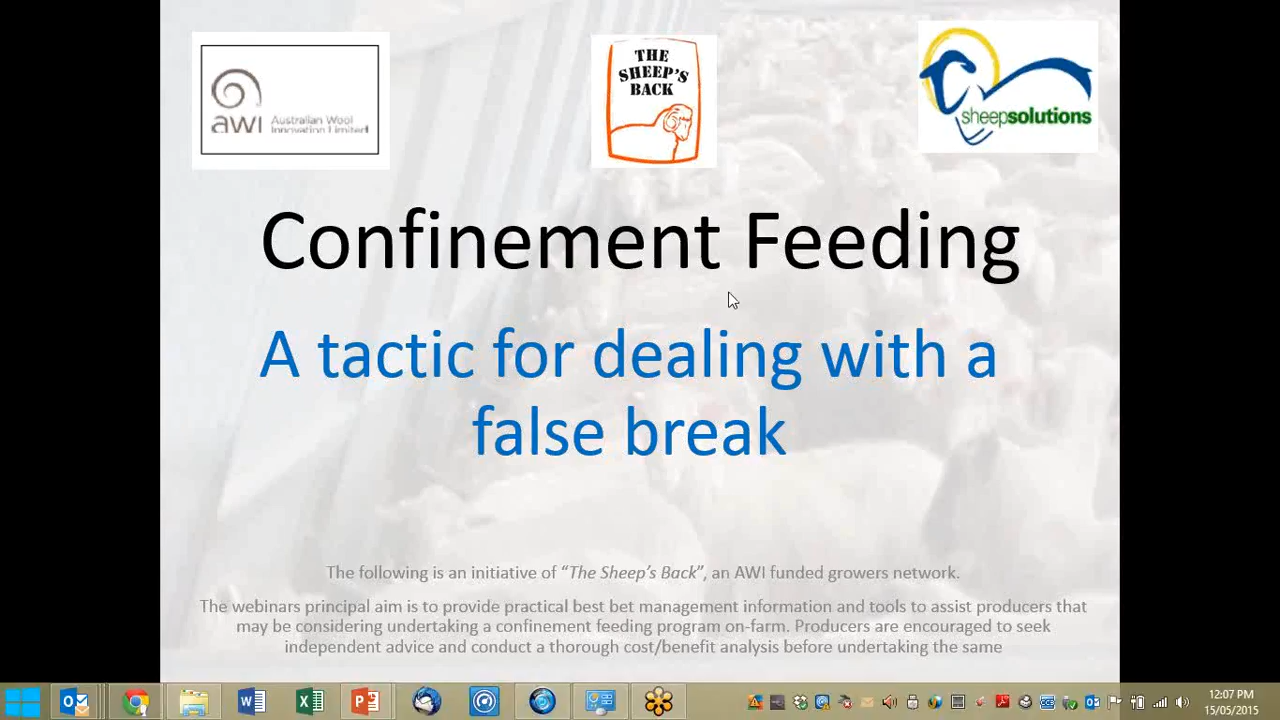 awi Australian Wool
Innovation Limited
THE
SHEEP'S
BACK
sheepsolutions
Confinement Feeding
A tactic for dealing with a
false break
The following is an initiative of “The Sheep’s Back”, an AWI funded growers network.
The webinars principal aim is to provide practical best bet management information and tools to assist producers that
may be considering undertaking a confinement feeding program on-farm. Producers are encouraged to seek
independent advice and conduct a thorough cost/benefit analysis before undertaking the same
12:07 PM
15/05/2015